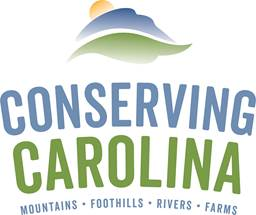 CONSERVING
CAROLINA
MOUNTAINS • FOOTHILLS • RIVERS • FARMS